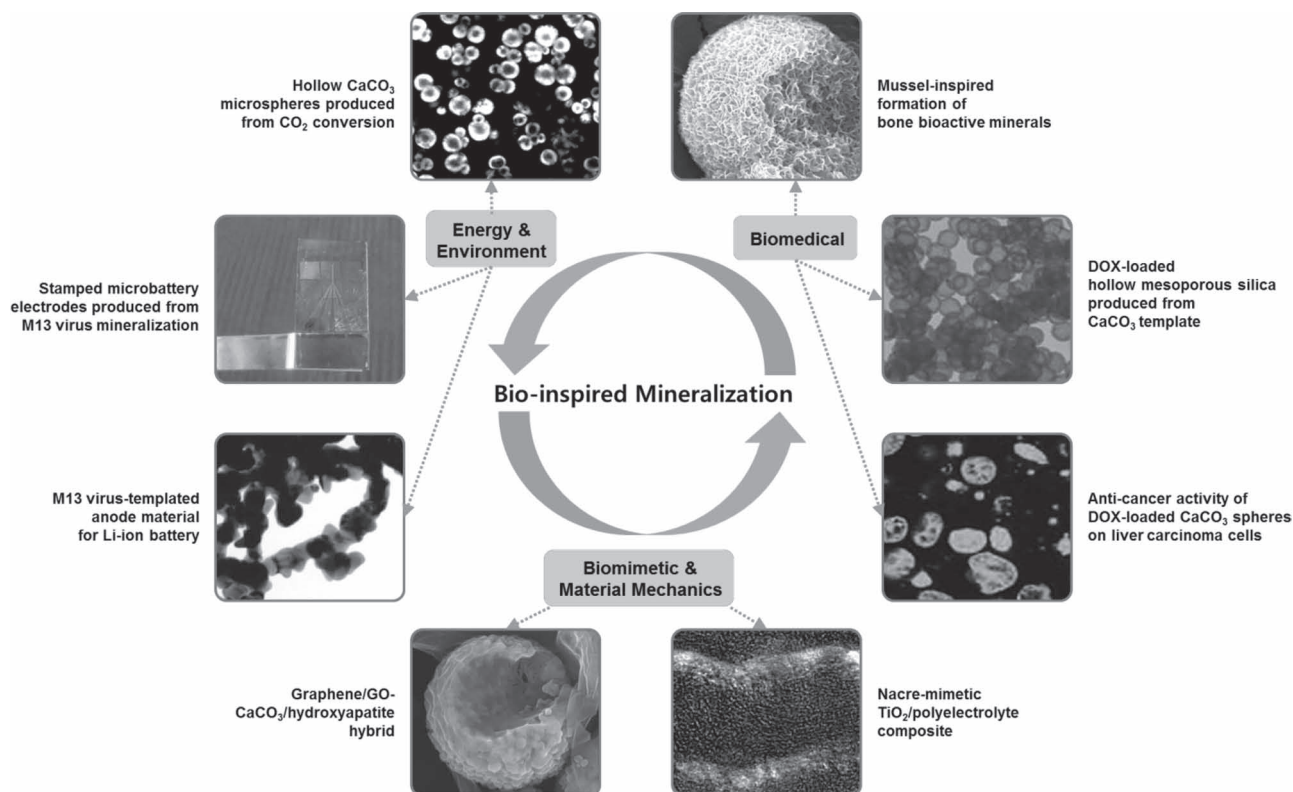 Hollow CaCO₃
microspheres produced
from CO₂ conversion
Mussel-inspired
formation of
bone bioactive minerals
Energy &
Environment
Biomedical
Stamped microbattery
electrodes produced from
M13 virus mineralization
DOX-loaded
hollow mesoporous silica
produced from
CaCO₃ template
Bio-inspired Mineralization
M13 virus-templated
anode material
for Li-ion battery
Anti-cancer activity of
DOX-loaded CaCO₃ spheres
on liver carcinoma cells
Biomimetic &
Material Mechanics
Graphene/GO-
CaCO₃/hydroxyapatite
hybrid
Nacre-mimetic
TiO₂/polyelectrolyte
composite